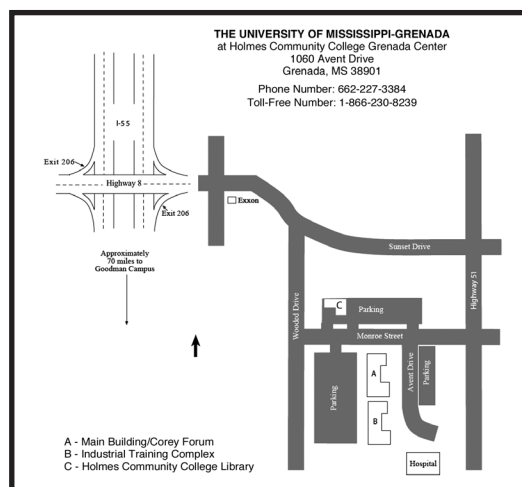 THE UNIVERSITY OF MISSISSIPPI-GRENADA
at Holmes Community College Grenada Center
1060 Avent Drive
Grenada, MS 38901
Phone Number: 662-227-3384
Toll-Free Number: 1-866-230-8239
I-55
Exit 206
Highway 8
Exit 206
Exxon
Approximately
70 miles to
Goodman Campus
Sunset Drive
Highway 51
Wooded Drive
C
Parking
Monroe Street
Avent Drive
Parking
Parking
A
B
Hospital
A - Main Building/Corey Forum
B - Industrial Training Complex
C - Holmes Community College Library